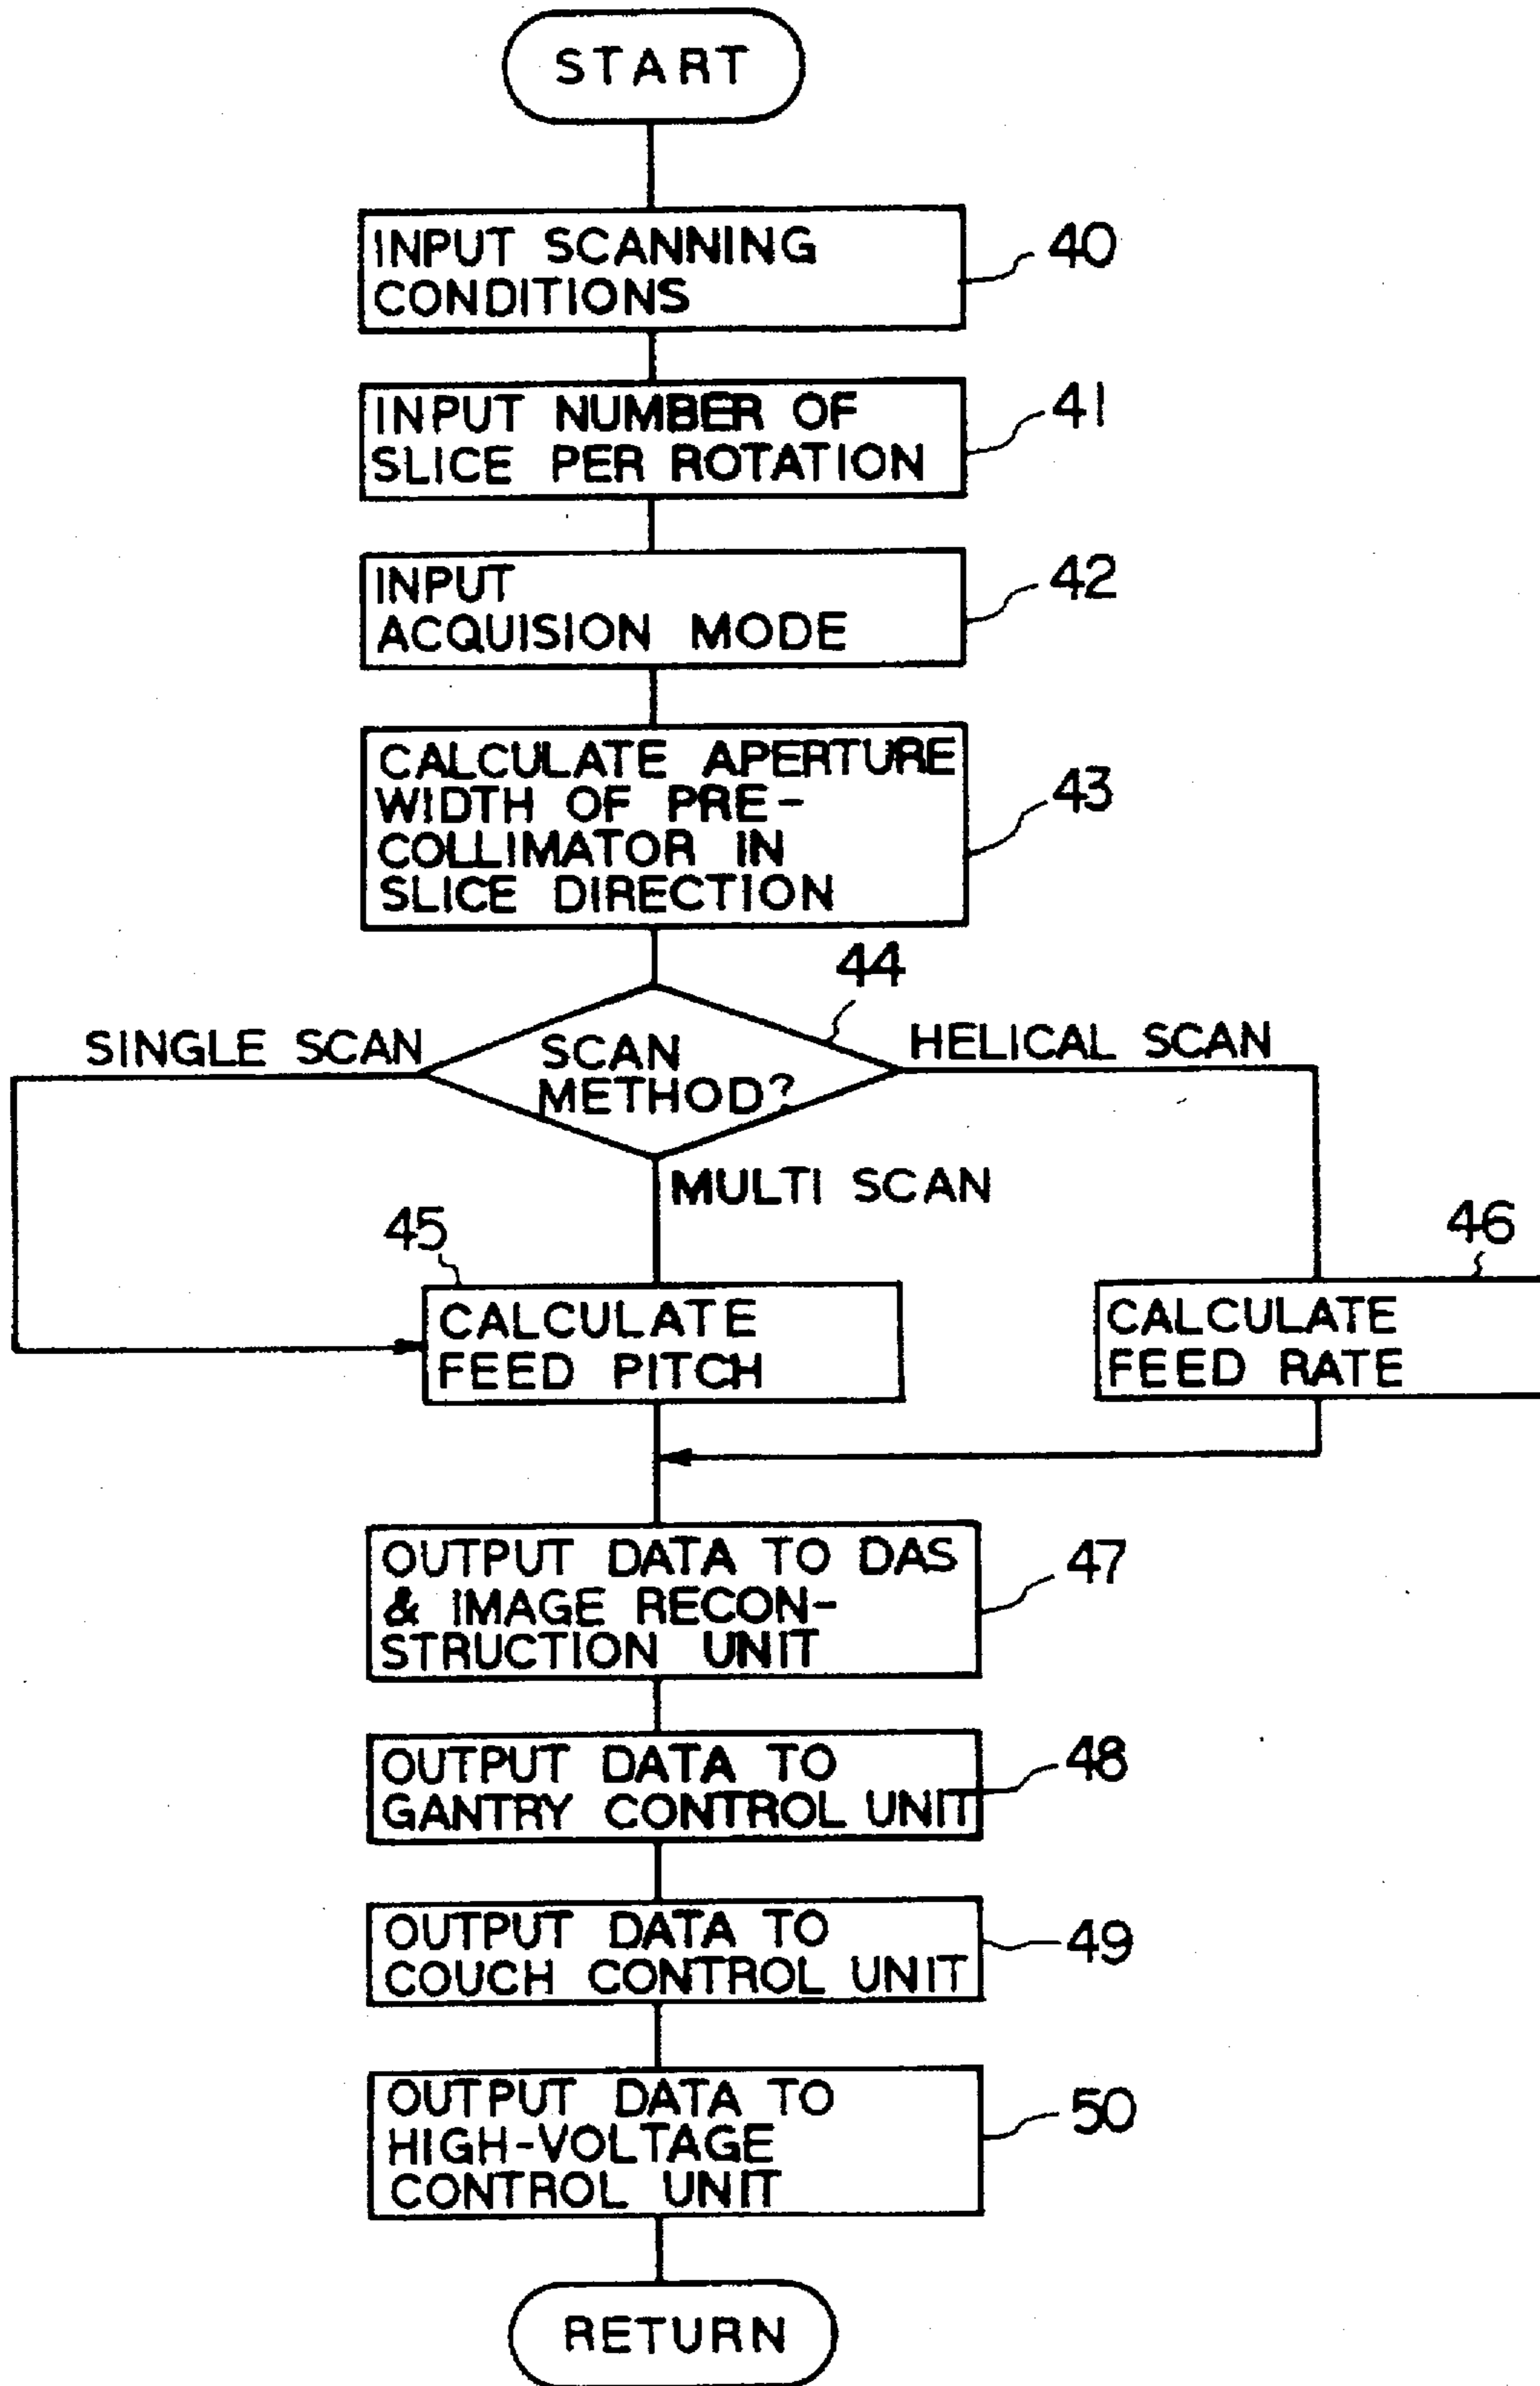 START
INPUT SCANNING
CONDITIONS
40
INPUT NUMBER OF
SLICE PER ROTATION
41
INPUT
ACQUISION MODE
42
CALCULATE APERTURE
WIDTH OF PRE-
COLLIMATOR IN
SLICE DIRECTION
43
44
SINGLE SCAN
SCAN
METHOD?
HELICAL SCAN
MULTI SCAN
45
CALCULATE
FEED PITCH
46
CALCULATE
FEED RATE
OUTPUT DATA TO DAS
& IMAGE RECON-
STRUCTION UNIT
47
OUTPUT DATA TO
GANTRY CONTROL UNIT
48
OUTPUT DATA TO
COUCH CONTROL UNIT
49
OUTPUT DATA TO
HIGH-VOLTAGE
CONTROL UNIT
50
RETURN